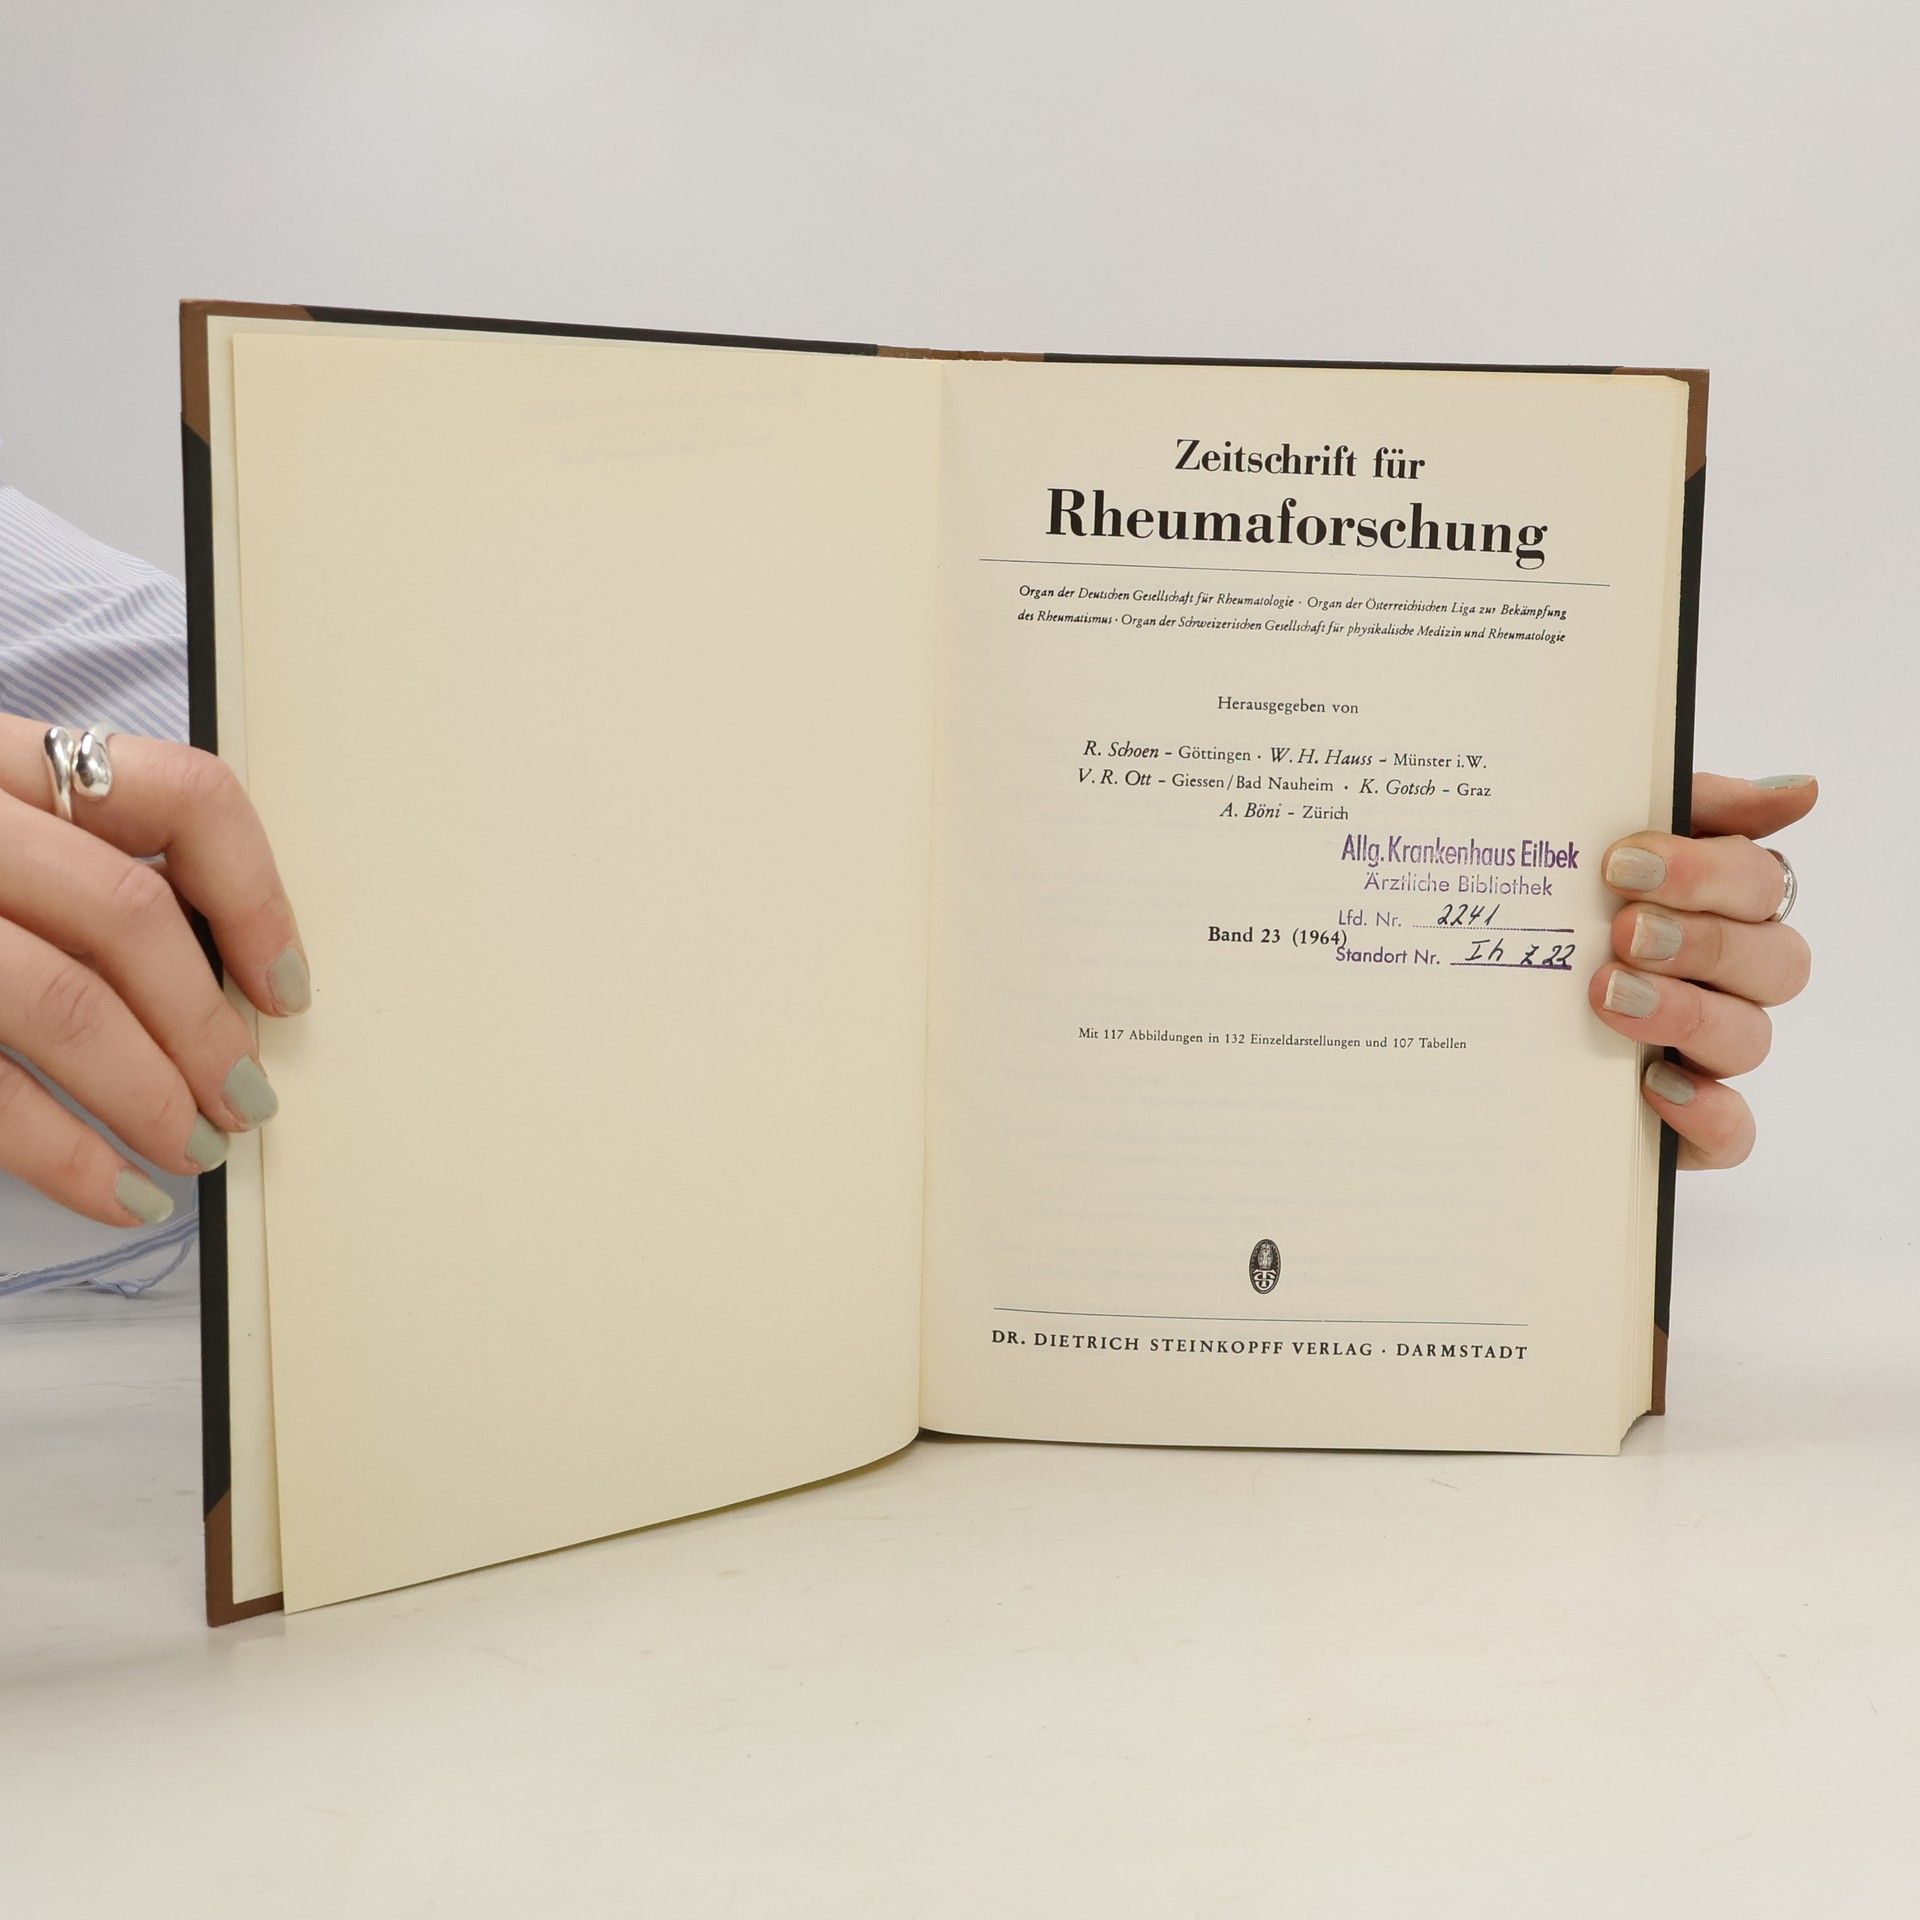 Zeitschrift für
Rheumaforschung
Organ der Deutschen Gesellschaft für Rheumatologie · Organ der Österreichischen Liga zur Bekämpfung
des Rheumatismus · Organ der Schweizerischen Gesellschaft für physikalische Medizin und Rheumatologie
Herausgegeben von
R. Schoen – Göttingen · W. H. Hauss – Münster i. W.
V. R. Ott – Giessen/Bad Nauheim · K. Gotsch – Graz
A. Böni – Zürich
Allg. Krankenhaus Eilbek
Ärztliche Bibliothek
Lfd. Nr. 2241
Band 23 (1964)
Standort Nr. Ih Z 22
Mit 117 Abbildungen in 132 Einzeldarstellungen und 107 Tabellen
DR. DIETRICH STEINKOPFF VERLAG · DARMSTADT